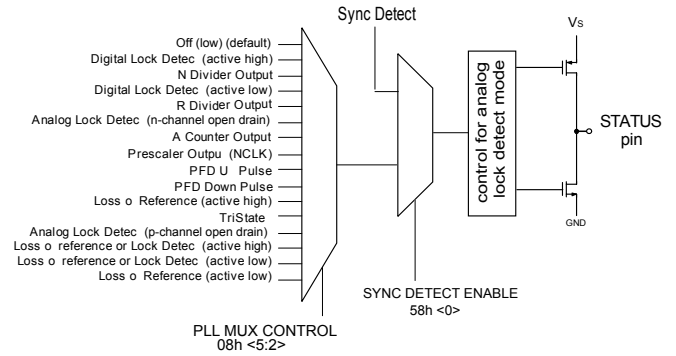 Sync Detect
Off (low) (default)
Digital Lock Detec (active high)
N Divider Output
Digital Lock Detec (active low)
R Divider Output
Analog Lock Detec (n-channel open drain)
A Counter Output
Prescaler Outpu (NCLK)
PFD U Pulse
PFD Down Pulse
Loss o Reference (active high)
TriState
Analog Lock Detec (p-channel open drain)
Loss o reference or Lock Detec (active high)
Loss o reference or Lock Detec (active low)
Loss o Reference (active low)
PLL MUX CONTROL
08h <5:2>
SYNC DETECT ENABLE
58h <0>
control for analog
lock detect mode
VS
STATUS
pin
GND